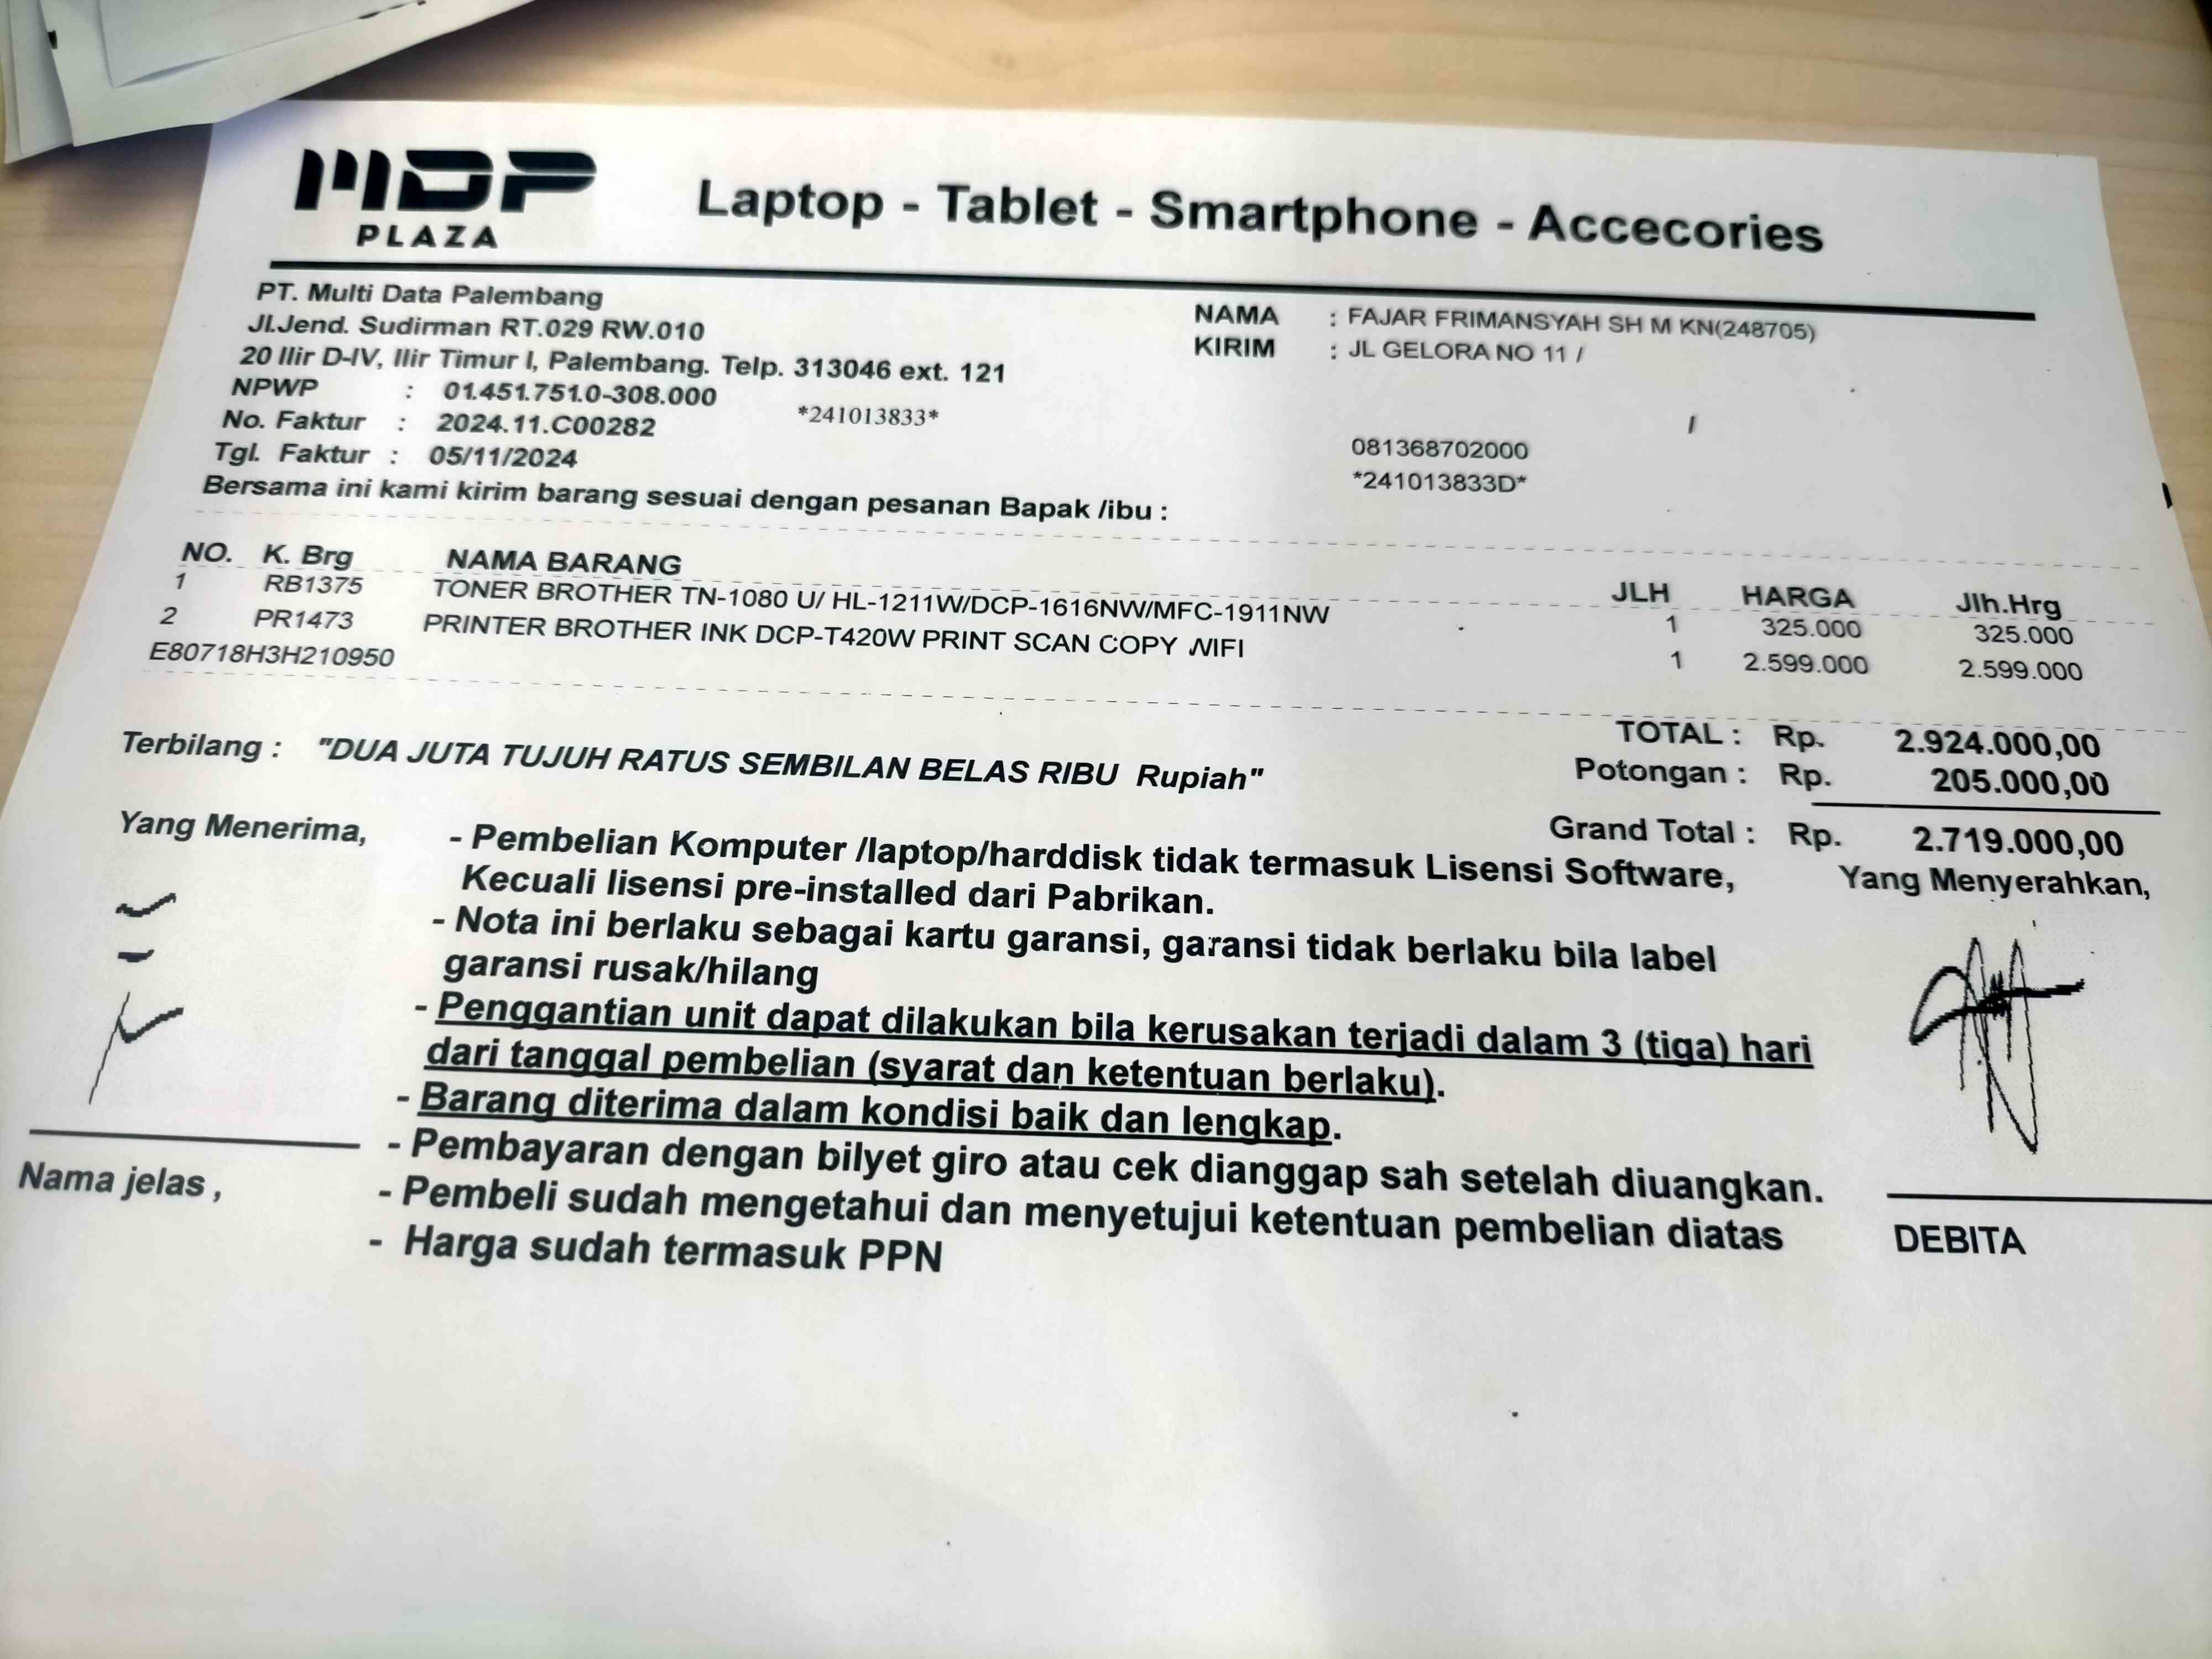 MDP
PLAZA
Laptop - Tablet - Smartphone - Accecories
PT. Multi Data Palembang
Jl.Jend. Sudirman RT.029 RW.010
20 Ilir D-IV, Ilir Timur I, Palembang. Telp. 313046 ext. 121
NPWP : 01.451.751.0-308.000
No. Faktur : 2024.11.C00282 *241013833*
Tgl. Faktur : 05/11/2024
Bersama ini kami kirim barang sesuai dengan pesanan Bapak /ibu :
NAMA : FAJAR FRIMANSYAH SH M KN(248705)
KIRIM : JL GELORA NO 11 /
/
081368702000
*241013833D*
NO. K. Brg NAMA BARANG JLH HARGA Jlh.Hrg
1 RB1375 TONER BROTHER TN-1080 U/ HL-1211W/DCP-1616NW/MFC-1911NW 1 325.000 325.000
2 PR1473 PRINTER BROTHER INK DCP-T420W PRINT SCAN COPY WIFI 1 2.599.000 2.599.000
E80718H3H210950
TOTAL : Rp. 2.924.000,00
Terbilang : "DUA JUTA TUJUH RATUS SEMBILAN BELAS RIBU Rupiah"
Potongan : Rp. 205.000,00
Grand Total : Rp. 2.719.000,00
Yang Menerima,
- Pembelian Komputer /laptop/harddisk tidak termasuk Lisensi Software,
Kecuali lisensi pre-installed dari Pabrikan.
- Nota ini berlaku sebagai kartu garansi, garansi tidak berlaku bila label
garansi rusak/hilang
- Penggantian unit dapat dilakukan bila kerusakan terjadi dalam 3 (tiga) hari
dari tanggal pembelian (syarat dan ketentuan berlaku).
- Barang diterima dalam kondisi baik dan lengkap.
- Pembayaran dengan bilyet giro atau cek dianggap sah setelah diuangkan.
- Pembeli sudah mengetahui dan menyetujui ketentuan pembelian diatas
- Harga sudah termasuk PPN
Yang Menyerahkan,
Nama jelas ,
DEBITA